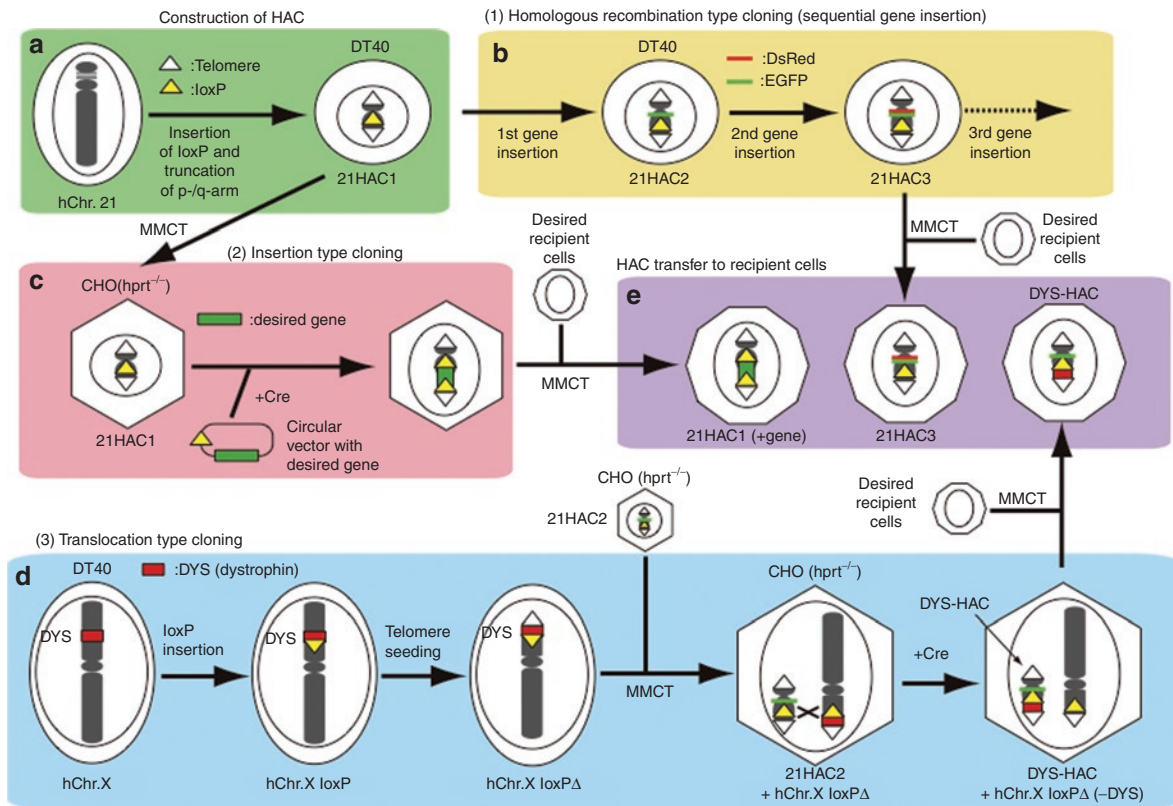 Construction of HAC
a
:Telomere
:loxP
DT40
Insertion
of loxP and
truncation
of p-/q-arm
hChr. 21
21HAC1
MMCT
(1) Homologous recombination type cloning (sequential gene insertion)
b
DT40
:DsRed
:EGFP
1st gene
insertion
2nd gene
insertion
3rd gene
insertion
21HAC2
21HAC3
MMCT
Desired
recipient
cells
(2) Insertion type cloning
c
CHO(hprt⁻/⁻)
:desired gene
+Cre
21HAC1
Circular
vector with
desired gene
Desired
recipient
cells
MMCT
HAC transfer to recipient cells
e
DYS-HAC
21HAC1 (+gene)
21HAC3
Desired
recipient
cells
MMCT
CHO (hprt⁻/⁻)
21HAC2
(3) Translocation type cloning
d
DT40
:DYS (dystrophin)
DYS
loxP
insertion
DYS
Telomere
seeding
DYS
MMCT
CHO (hprt⁻/⁻)
DYS-HAC
+Cre
hChr.X
hChr.X loxP
hChr.X loxPΔ
21HAC2
+ hChr.X loxPΔ
DYS-HAC
+ hChr.X loxPΔ (−DYS)